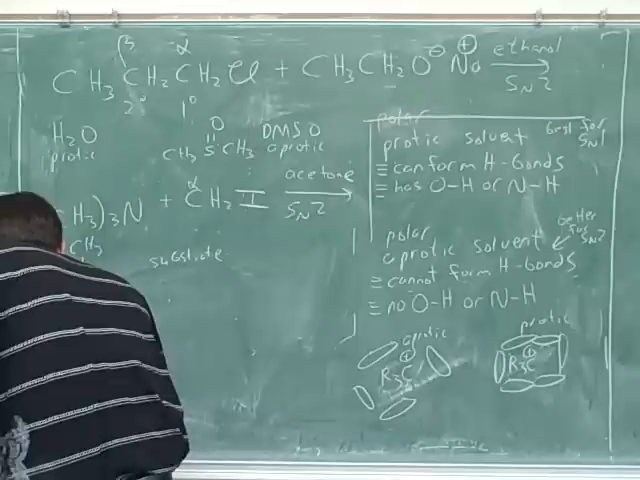 β α
CH3CH2CH2Cl + CH3CH2O⊖ Na⊕ ethanol
2° 1° SN2
H2O
protic
O
CH3SCH3 DMSO
aprotic
H3)3N + CH2I acetone
α SN2
CH3
substrate
polar
protic solvent best for SN1
≡ can form H-bonds
≡ has O-H or N-H
polar
aprotic solvent better for SN2
≡ cannot form H-bonds
≡ no O-H or N-H
aprotic protic
R3C⊕ R3C⊕